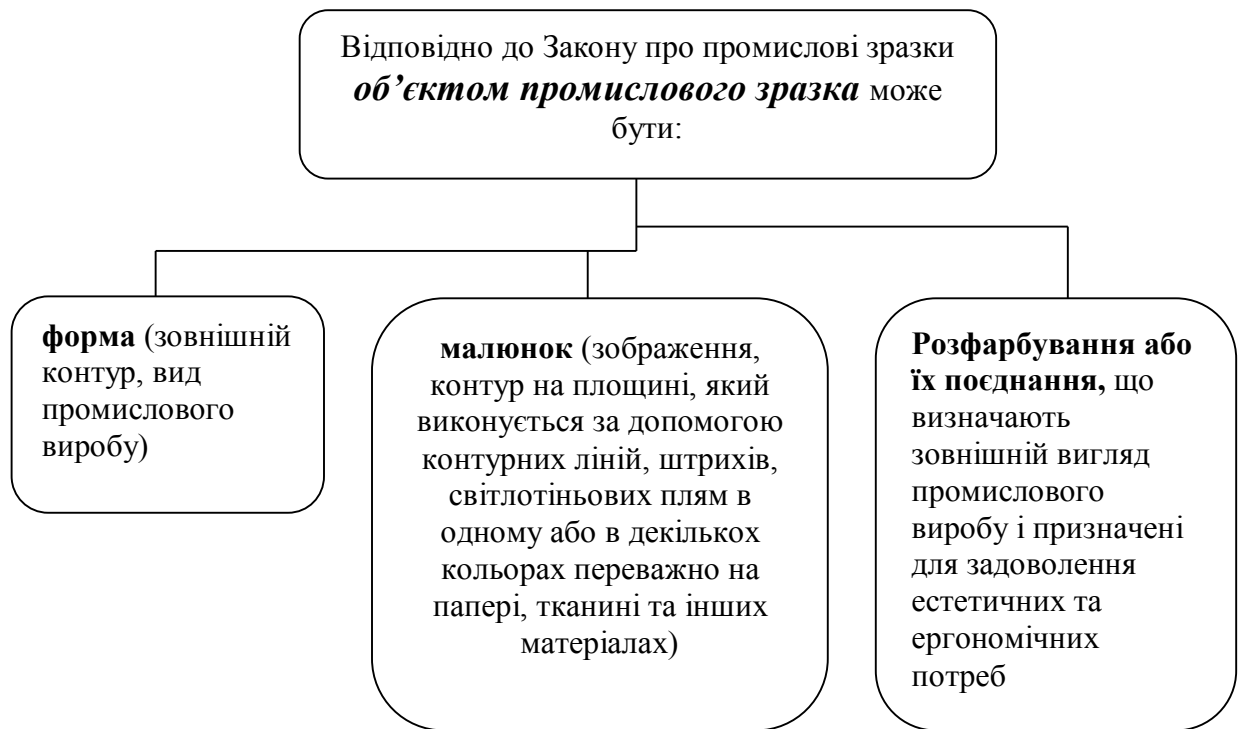 Відповідно до Закону про промислові зразки
об’єктом промислового зразка може
бути:
форма (зовнішній
контур, вид
промислового
виробу)
малюнок (зображення,
контур на площині, який
виконується за допомогою
контурних ліній, штрихів,
світлотіньових плям в
одному або в декількох
кольорах переважно на
папері, тканині та інших
матеріалах)
Розфарбування або
їх поєднання, що
визначають
зовнішній вигляд
промислового
виробу і призначені
для задоволення
естетичних та
ергономічних
потреб